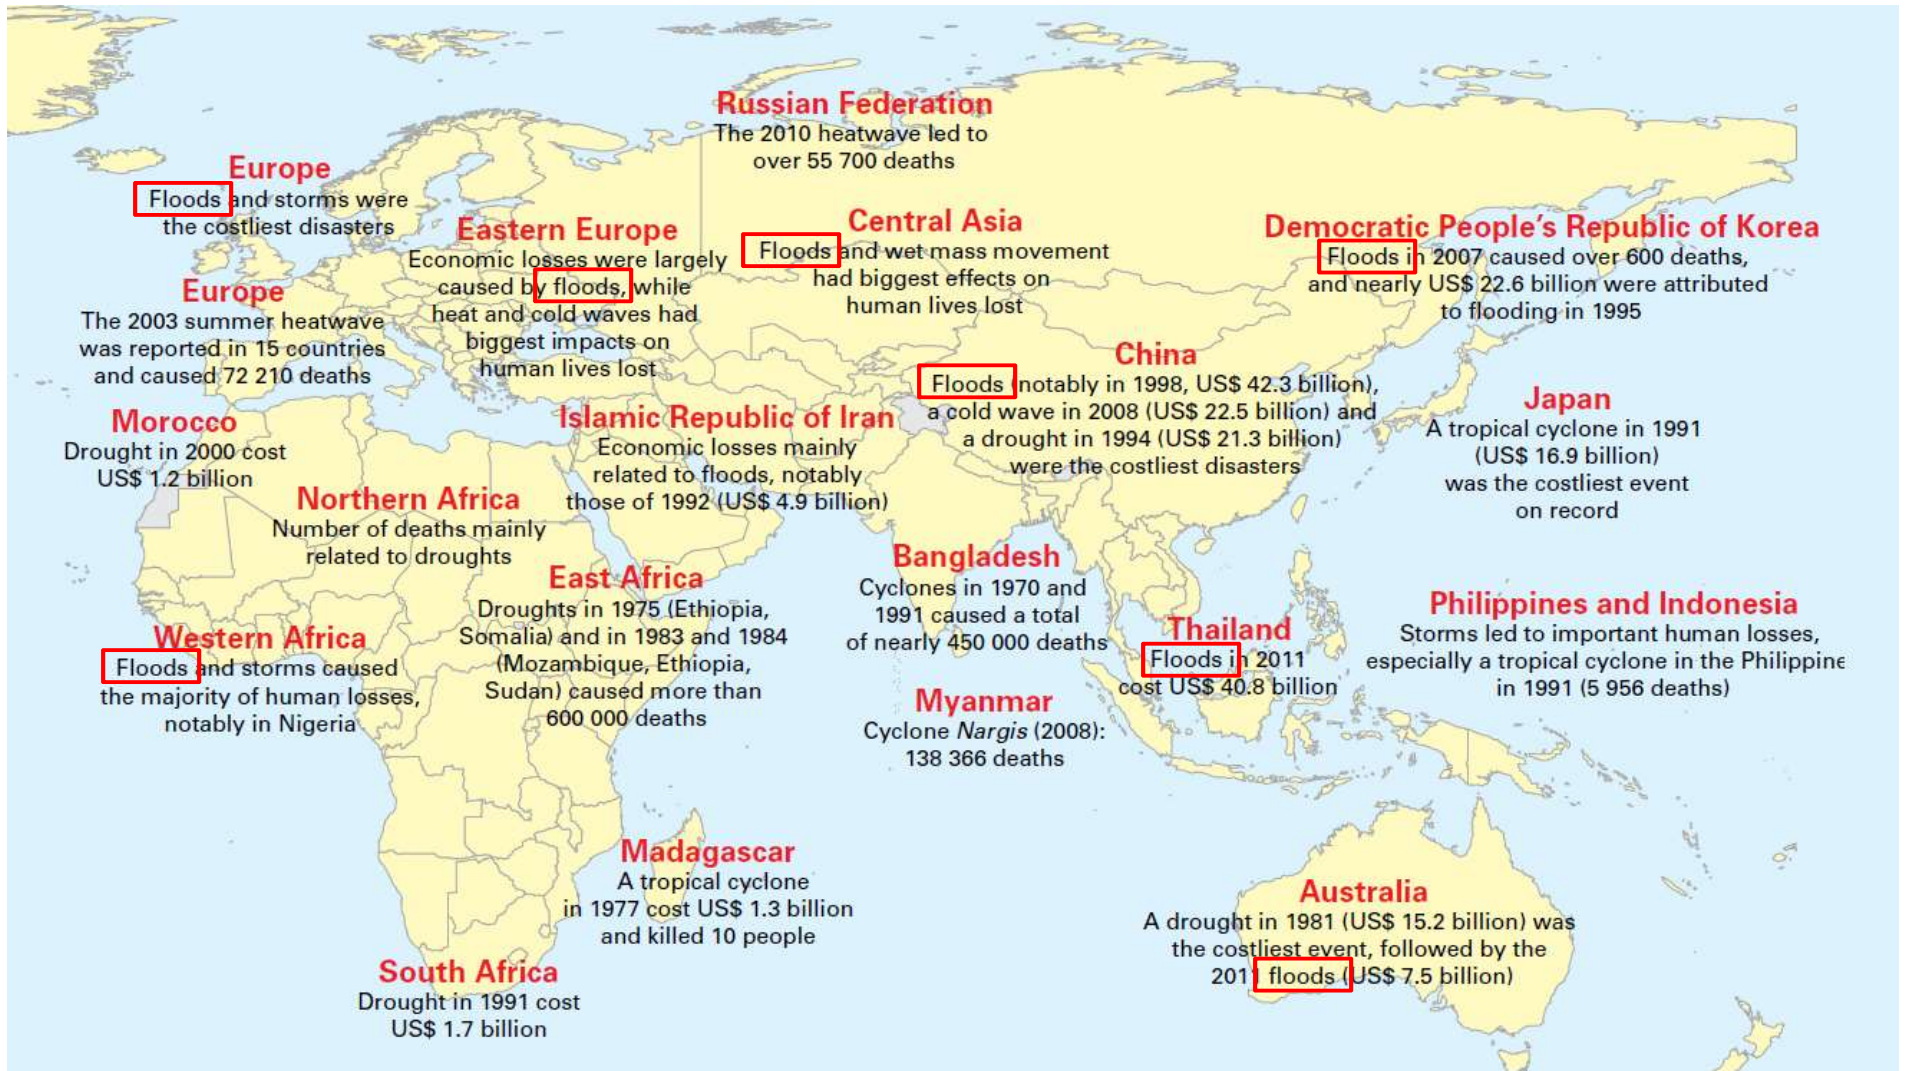 Russian Federation
The 2010 heatwave led to
over 55 700 deaths
Europe
Floods and storms were
the costliest disasters
Eastern Europe
Economic losses were largely
caused by floods, while
heat and cold waves had
biggest impacts on
human lives lost
Central Asia
Floods and wet mass movement
had biggest effects on
human lives lost
Democratic People's Republic of Korea
Floods in 2007 caused over 600 deaths,
and nearly US$ 22.6 billion were attributed
to flooding in 1995
Europe
The 2003 summer heatwave
was reported in 15 countries
and caused 72 210 deaths
China
Floods (notably in 1998, US$ 42.3 billion),
a cold wave in 2008 (US$ 22.5 billion) and
a drought in 1994 (US$ 21.3 billion)
were the costliest disasters
Japan
A tropical cyclone in 1991
(US$ 16.9 billion)
was the costliest event
on record
Morocco
Drought in 2000 cost
US$ 1.2 billion
Islamic Republic of Iran
Economic losses mainly
related to floods, notably
those of 1992 (US$ 4.9 billion)
Northern Africa
Number of deaths mainly
related to droughts
Bangladesh
Cyclones in 1970 and
1991 caused a total
of nearly 450 000 deaths
East Africa
Droughts in 1975 (Ethiopia,
Somalia) and in 1983 and 1984
(Mozambique, Ethiopia,
Sudan) caused more than
600 000 deaths
Philippines and Indonesia
Storms led to important human losses,
especially a tropical cyclone in the Philippine
in 1991 (5 956 deaths)
Western Africa
Floods and storms caused
the majority of human losses,
notably in Nigeria
Thailand
Floods in 2011
cost US$ 40.8 billion
Myanmar
Cyclone Nargis (2008):
138 366 deaths
Madagascar
A tropical cyclone
in 1977 cost US$ 1.3 billion
and killed 10 people
Australia
A drought in 1981 (US$ 15.2 billion) was
the costliest event, followed by the
2011 floods (US$ 7.5 billion)
South Africa
Drought in 1991 cost
US$ 1.7 billion